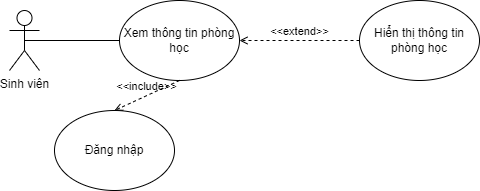 Xem thông tin phòng
học
<<extend>>
Hiển thị thông tin
phòng học
Sinh viên
<<include>>
Đăng nhập